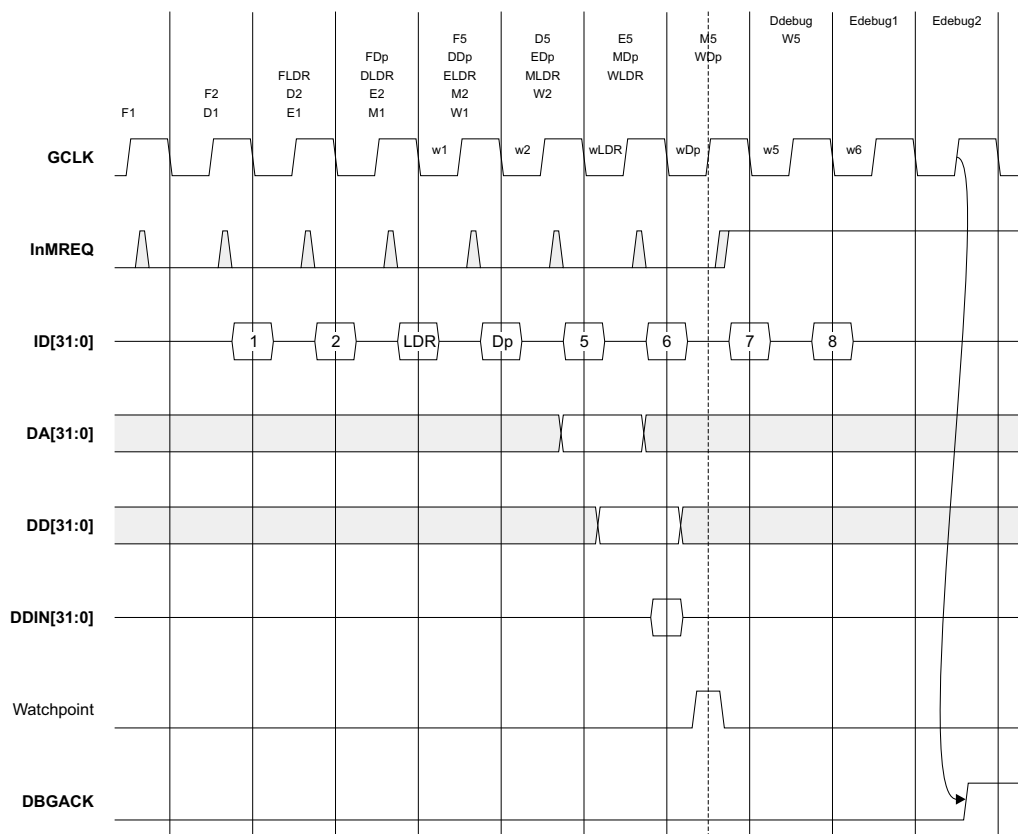 Ddebug Edebug1 Edebug2
F5 D5 E5 M5 W5
FDp DDp EDp MDp WDp
FLDR DLDR ELDR MLDR WLDR
F2 D2 E2 M2 W2
F1 D1 E1 M1 W1
GCLK w1 w2 wLDR wDp w5 w6
InMREQ
ID[31:0] 1 2 LDR Dp 5 6 7 8
DA[31:0]
DD[31:0]
DDIN[31:0]
Watchpoint
DBGACK